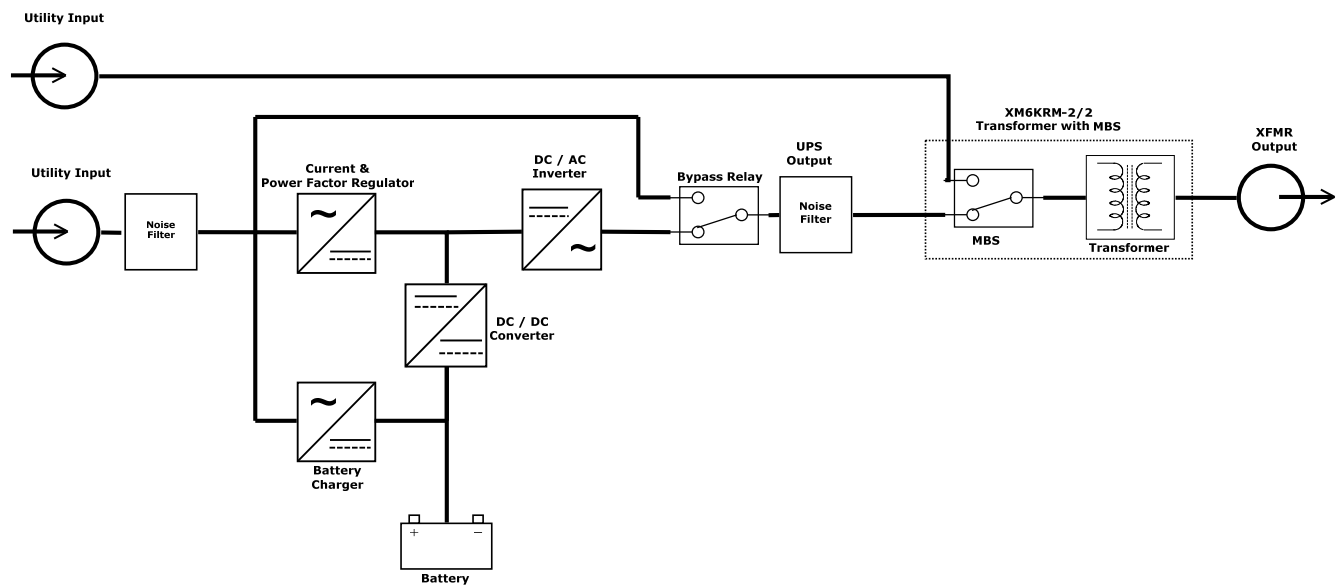 Utility Input
XM6KRM-2/2
Transformer with MBS
XFMR
Output
UPS
Output
DC / AC
Inverter
Current &
Power Factor Regulator
Utility Input
Bypass Relay
Noise
Filter
Noise
Filter
MBS
Transformer
DC / DC
Converter
Battery
Charger
+
−
Battery